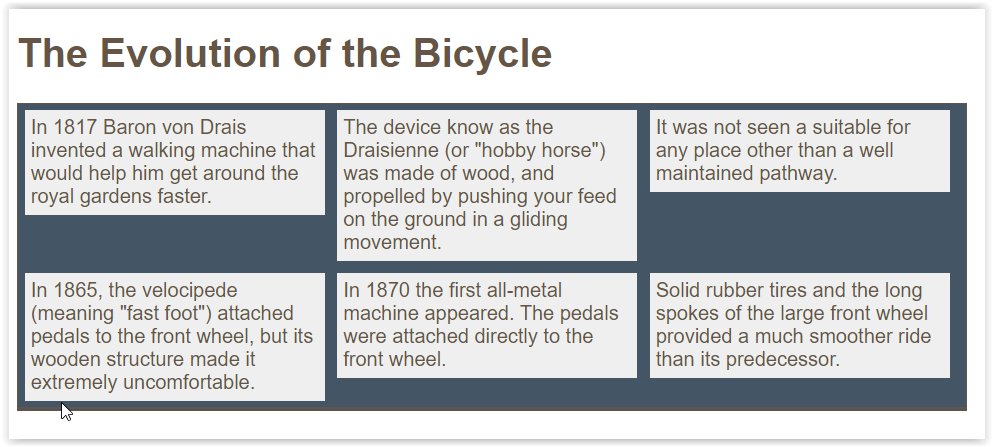 The Evolution of the Bicycle
In 1817 Baron von Drais
invented a walking machine that
would help him get around the
royal gardens faster.
The device know as the
Draisienne (or "hobby horse")
was made of wood, and
propelled by pushing your feed
on the ground in a gliding
movement.
It was not seen a suitable for
any place other than a well
maintained pathway.
In 1865, the velocipede
(meaning "fast foot") attached
pedals to the front wheel, but its
wooden structure made it
extremely uncomfortable.
In 1870 the first all-metal
machine appeared. The pedals
were attached directly to the
front wheel.
Solid rubber tires and the long
spokes of the large front wheel
provided a much smoother ride
than its predecessor.